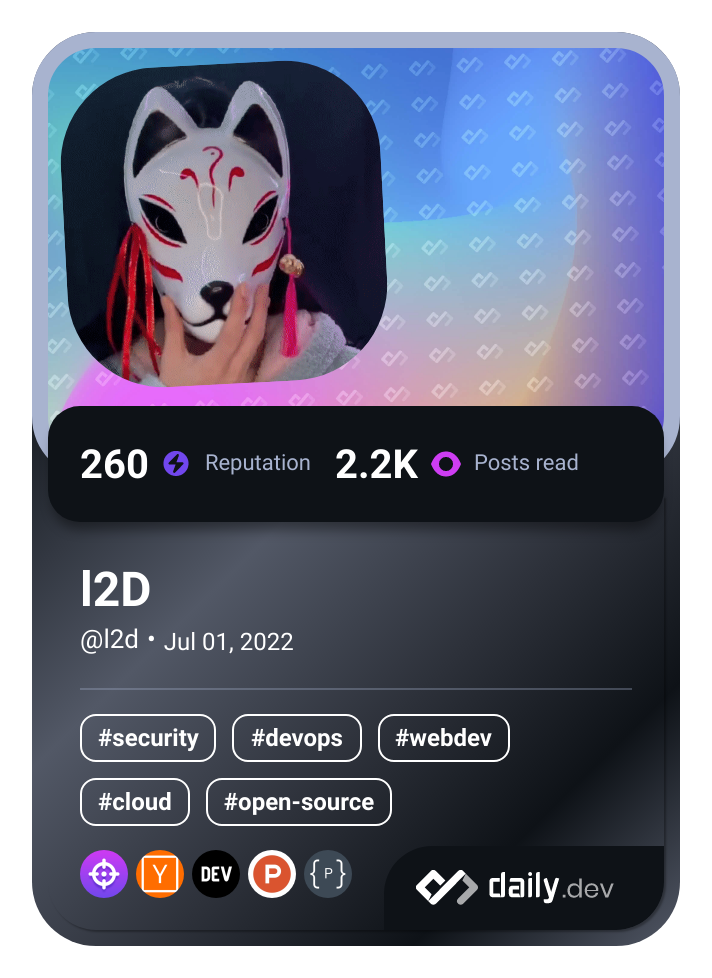 260 Reputation 2.2K Posts read
l2D
@l2d • Jul 01, 2022
#security #devops #webdev
#cloud #open-source
Y DEV P {P} daily.dev